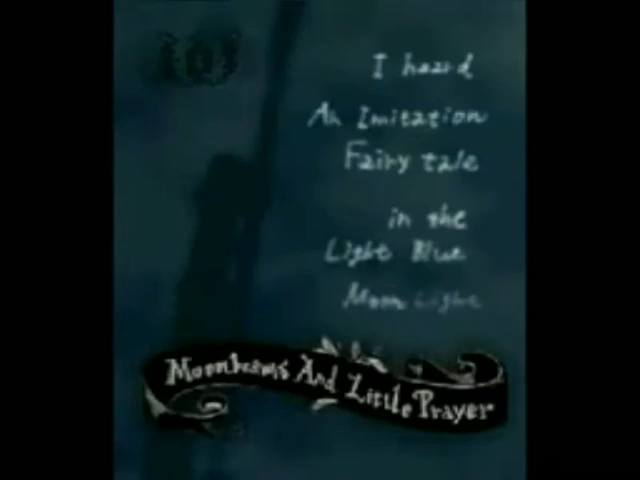 I heard
An Imitation
Fairy tale
in the
Light Blue
Moon Light
Moonbeams And Little Prayer